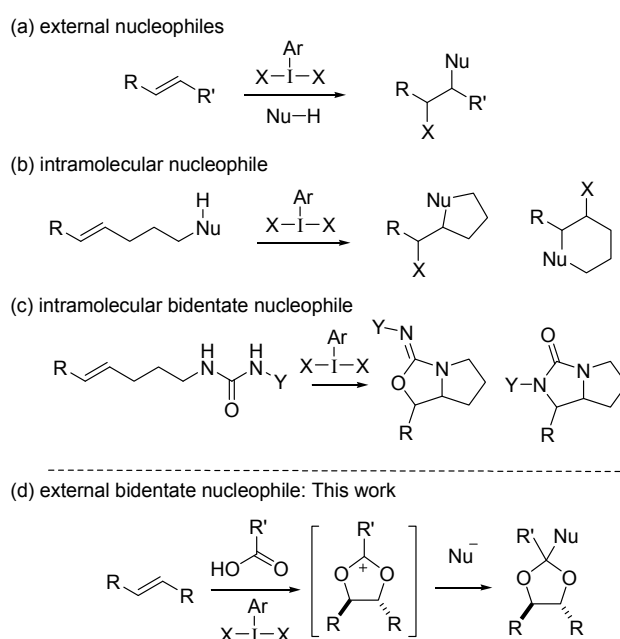 (a) external nucleophiles
Ar
X I X
R R'
Nu H
Nu
R R'
X
(b) intramolecular nucleophile
H
R Nu
Ar
X I X
Nu
R
X
X
R
Nu
(c) intramolecular bidentate nucleophile
R H N H N Y
O
Ar
X I X
Y N
O N
R
O
Y N N
R
(d) external bidentate nucleophile: This work
R R
R'
HO O
Ar
X I X
R'
O + O
R R
Nu −
R' Nu
O O
R R